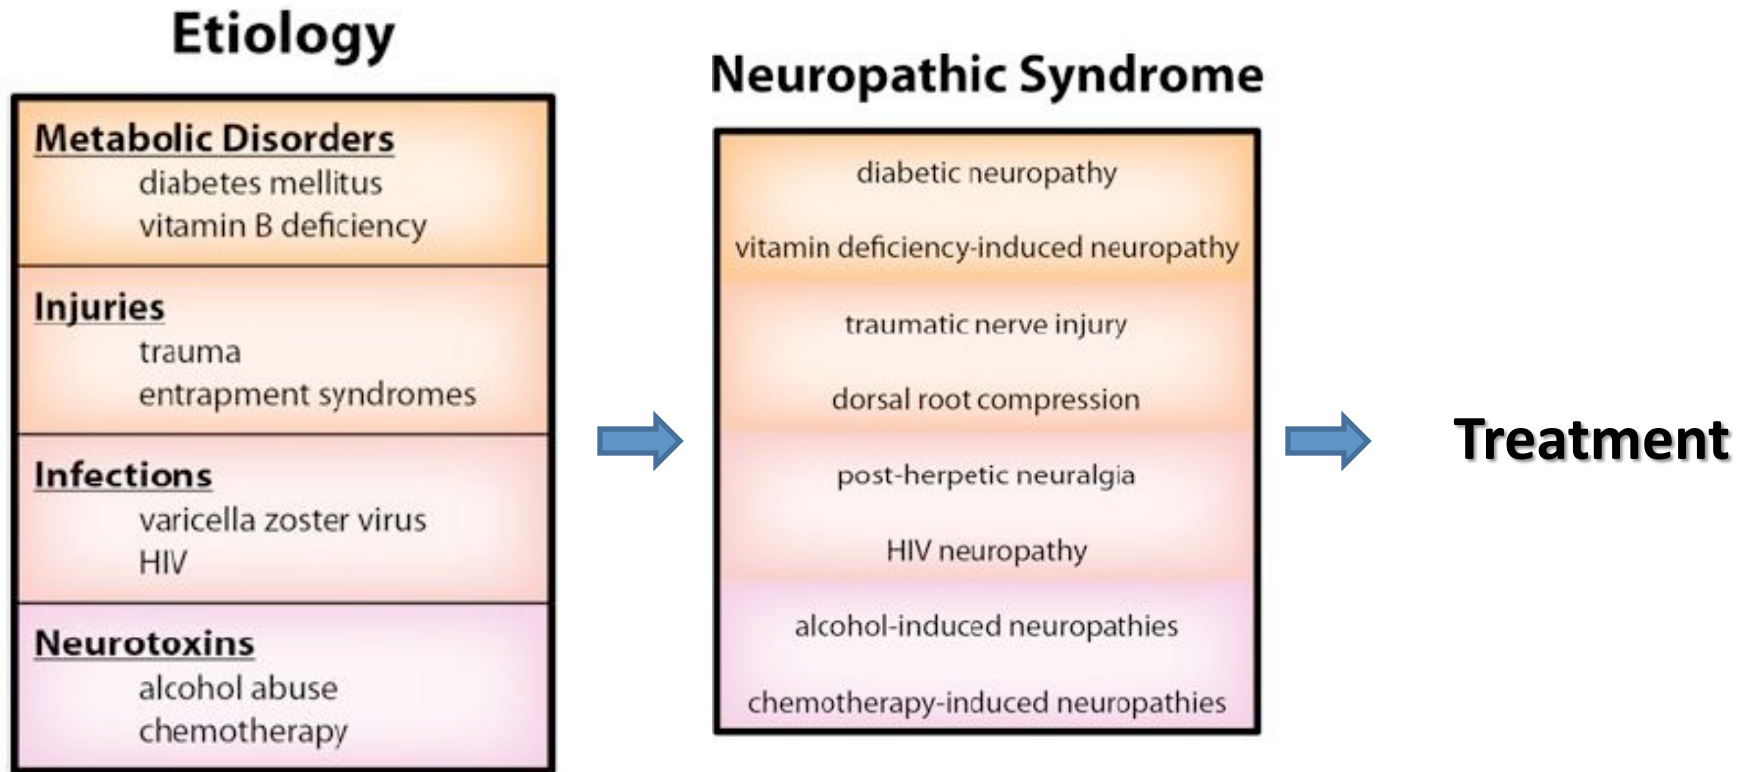 Etiology
Metabolic Disorders
diabetes mellitus
vitamin B deficiency
Injuries
trauma
entrapment syndromes
Infections
varicella zoster virus
HIV
Neurotoxins
alcohol abuse
chemotherapy
Neuropathic Syndrome
diabetic neuropathy
vitamin deficiency-induced neuropathy
traumatic nerve injury
dorsal root compression
post-herpetic neuralgia
HIV neuropathy
alcohol-induced neuropathies
chemotherapy-induced neuropathies
Treatment